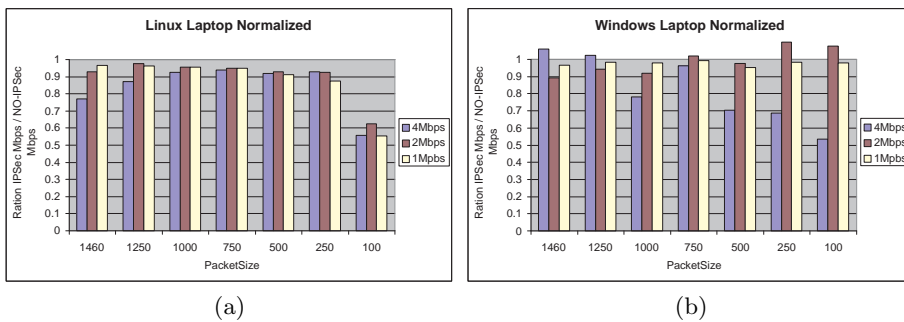 Linux Laptop Normalized
Ration IPSec Mbps / NO-IPSec
Mbps
1
0.9
0.8
0.7
0.6
0.5
0.4
0.3
0.2
0.1
0
1460 1250 1000 750 500 250 100
PacketSize
4Mbps
2Mbps
1Mpbs
(a)
Windows Laptop Normalized
Ration IPSec Mbps / NO-IPSec
Mbps
1
0.9
0.8
0.7
0.6
0.5
0.4
0.3
0.2
0.1
0
1460 1250 1000 750 500 250 100
PacketSize
4Mbps
2Mbps
1Mpbs
(b)